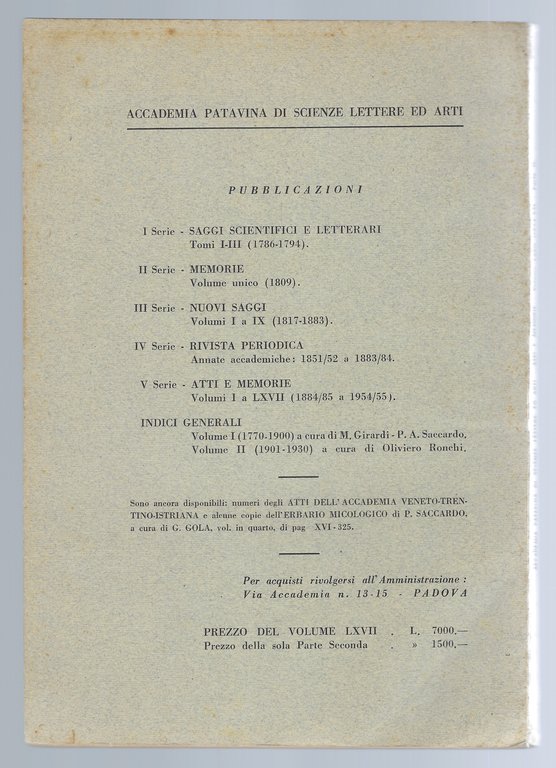 ACCADEMIA PATAVINA DI SCIENZE LETTERE ED ARTI
PUBBLICAZIONI
I Serie - SAGGI SCIENTIFICI E LETTERARI
Tomi I-III (1786-1794).
II Serie - MEMORIE
Volume unico (1809).
III Serie - NUOVI SAGGI
Volumi I a IX (1817-1883).
IV Serie - RIVISTA PERIODICA
Annate accademiche: 1851/52 a 1883/84.
V Serie - ATTI E MEMORIE
Volumi I a LXVII (1884/85 a 1954/55).
INDICI GENERALI
Volume I (1770-1900) a cura di M. Girardi - P. A. Saccardo.
Volume II (1901-1930) a cura di Oliviero Ronchi.
Sono ancora disponibili: numeri degli ATTI DELL'ACCADEMIA VENETO-TREN-
TINO-ISTRIANA e alcune copie dell'ERBARIO MICOLOGICO di P. SACCARDO,
a cura di G. GOLA, vol. in quarto, di pag XVI - 325.
Per acquisti rivolgersi all'Amministrazione:
Via Accademia n. 13-15 - PADOVA
PREZZO DEL VOLUME LXVII . L. 7000.—
Prezzo della sola Parte Seconda . » 1500.—